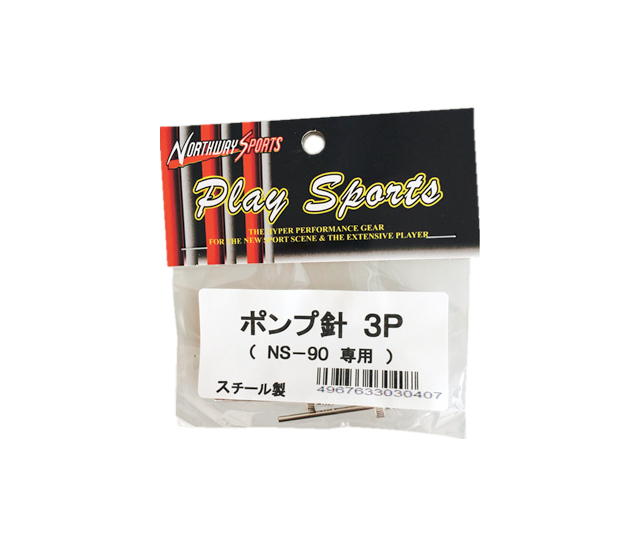 NORTHWAY SPORTS
Play Sports
THE HYPER PERFORMANCE GEAR
FOR THE NEW SPORT SCENE & THE EXTENSIVE PLAYER
ポンプ針 3P
( NS-90 専用 )
スチール製
4967633030407